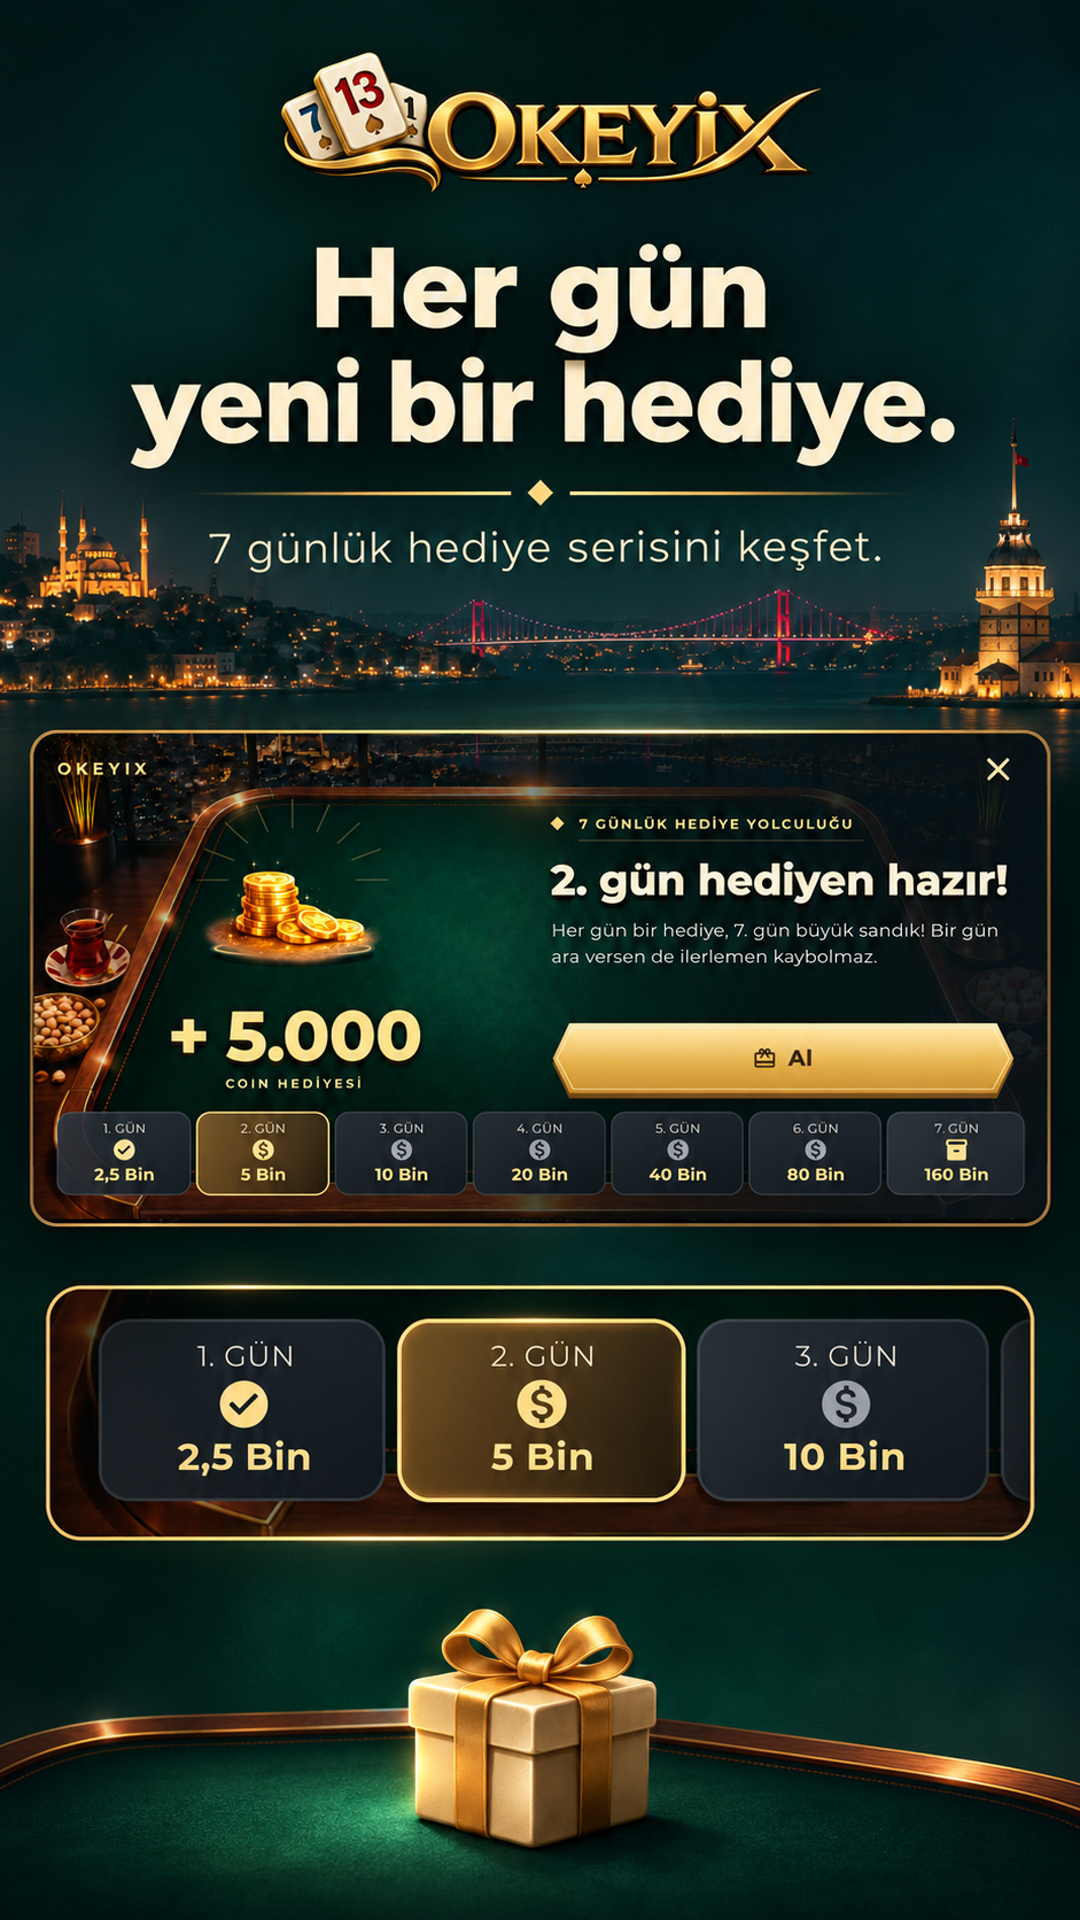 7 13 1
OKEYiX
Her gün
yeni bir hediye.
7 günlük hediye serisini keşfet.
OKEYIX
7 GÜNLÜK HEDİYE YOLCULUĞU
2. gün hediyen hazır!
Her gün bir hediye, 7. gün büyük sandık! Bir gün
ara versen de ilerlemen kaybolmaz.
+ 5.000
COIN HEDİYESİ
Al
1. GÜN 2. GÜN 3. GÜN 4. GÜN 5. GÜN 6. GÜN 7. GÜN
$ $ $ $ $
2,5 Bin 5 Bin 10 Bin 20 Bin 40 Bin 80 Bin 160 Bin
1. GÜN 2. GÜN 3. GÜN
$ $
2,5 Bin 5 Bin 10 Bin